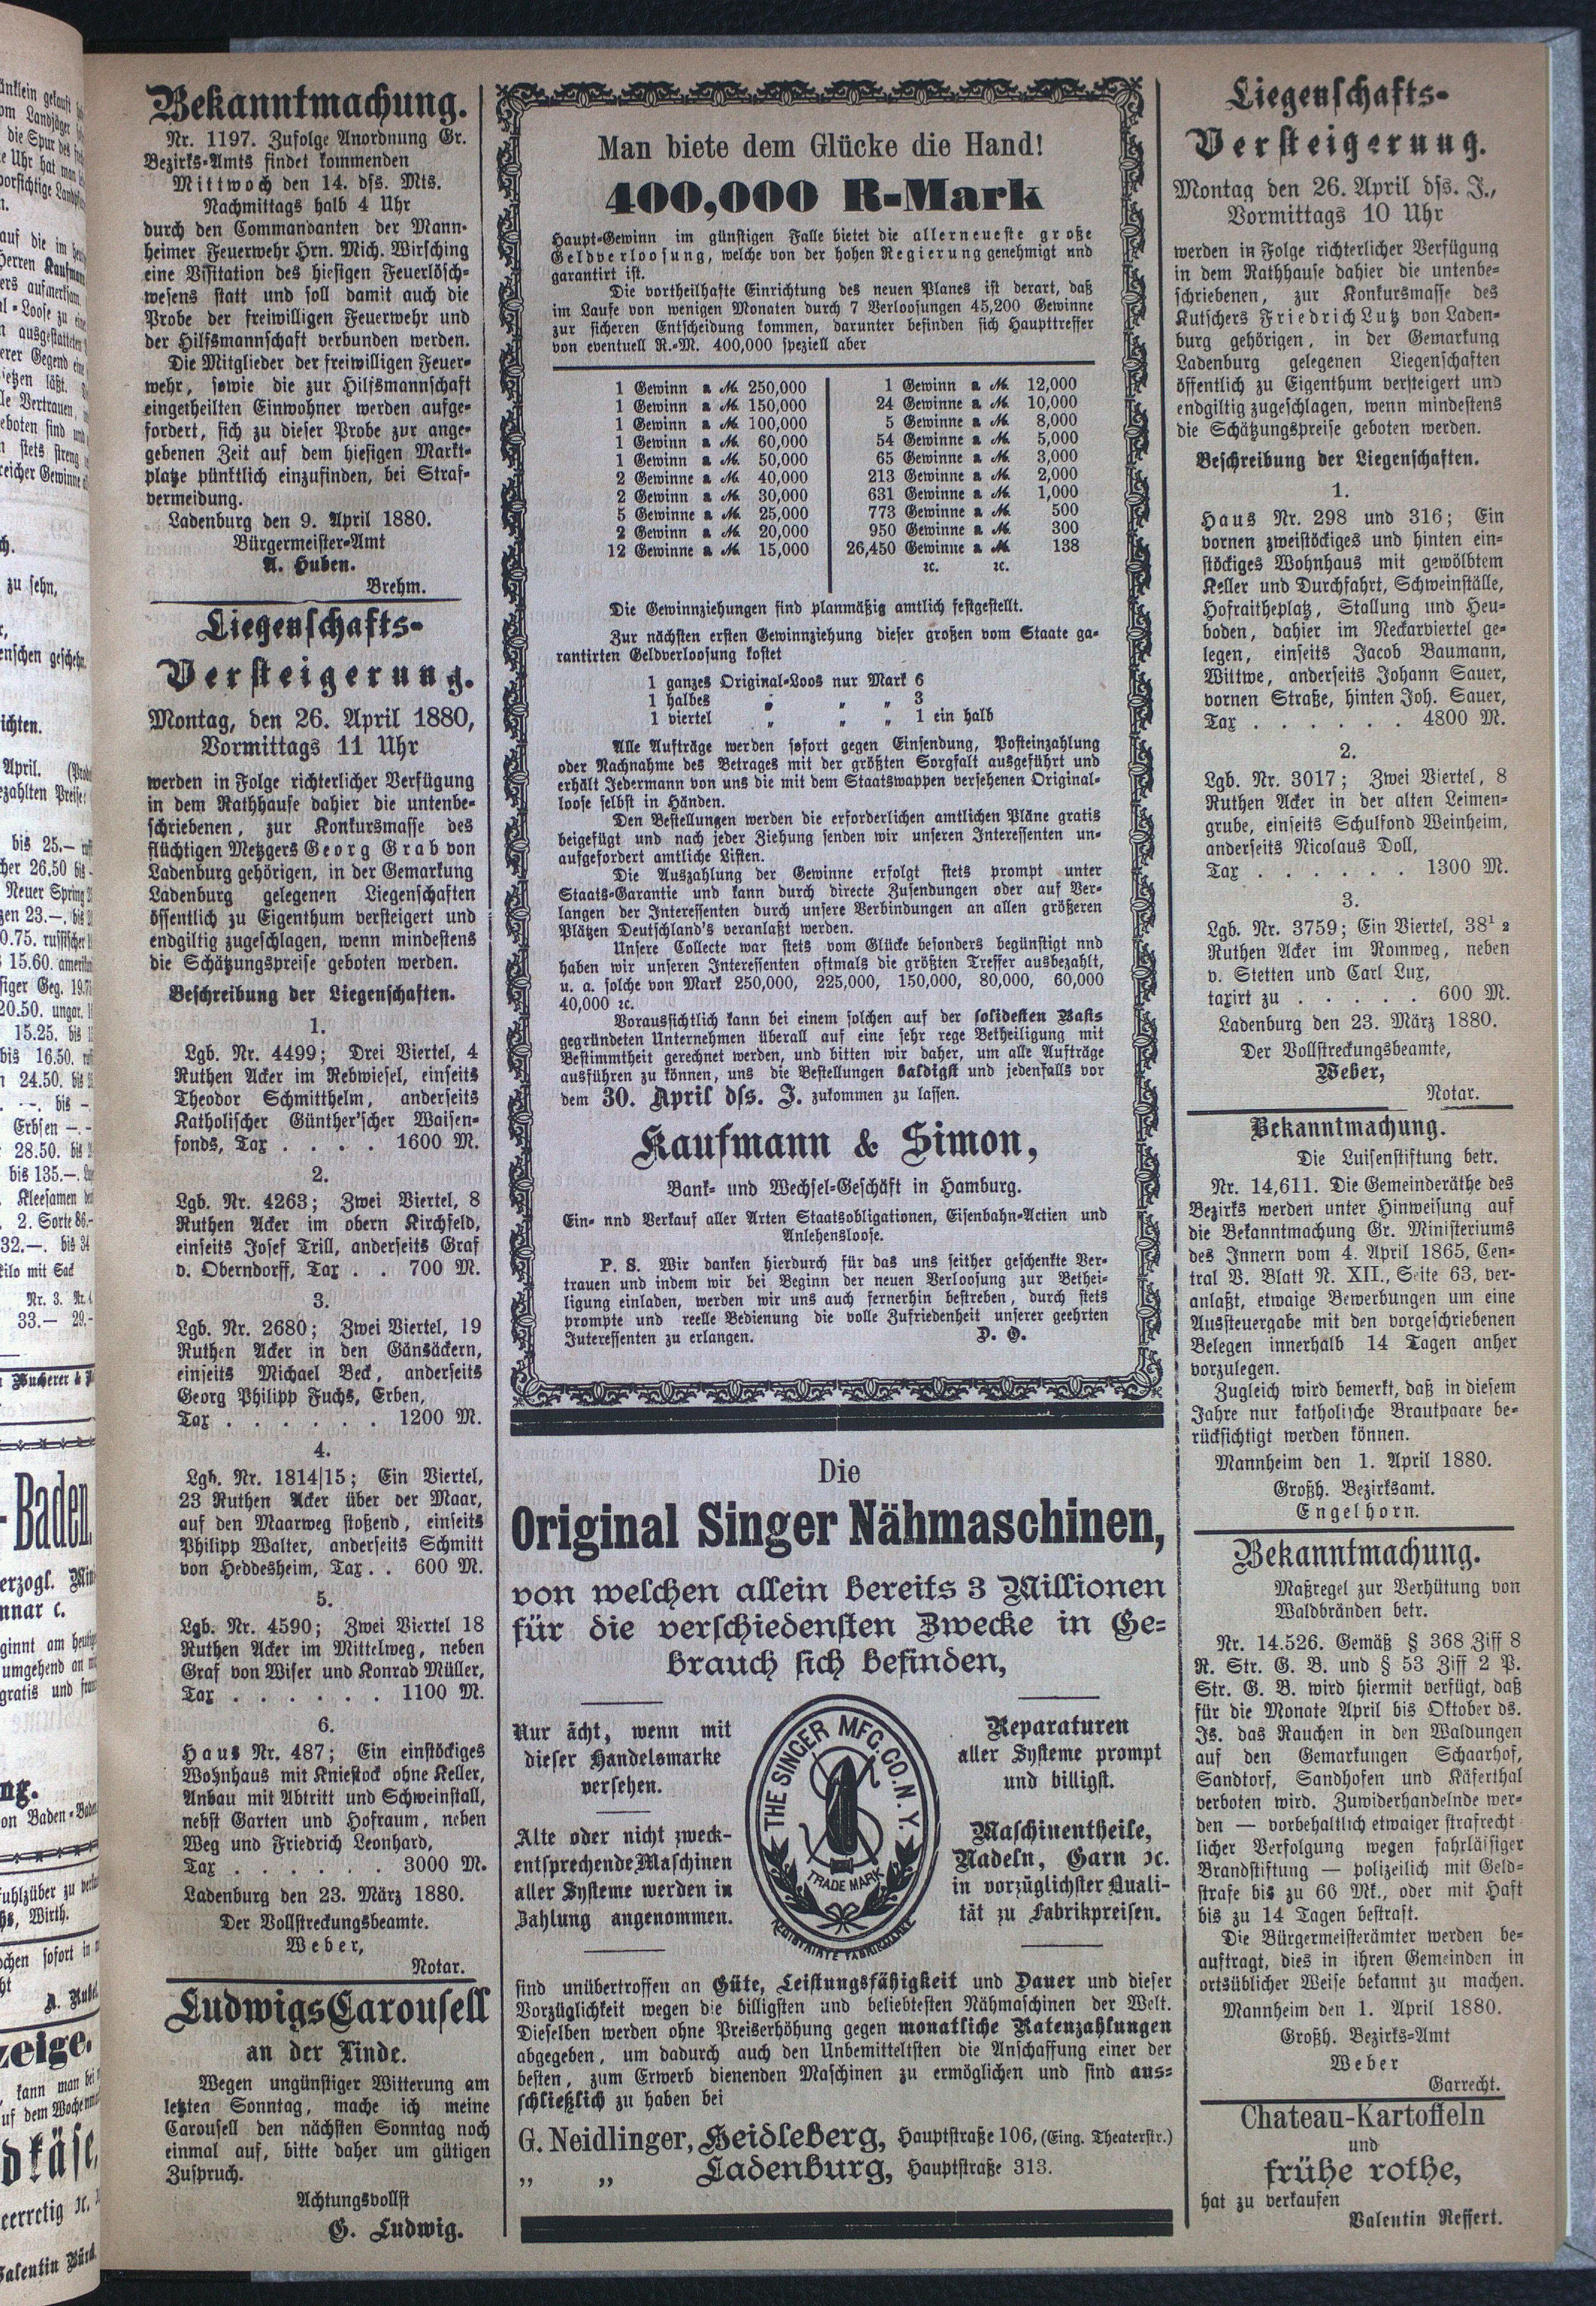 Bekanntmachung.
Nr. 1197. Zufolge Anordnung Gr.
Bezirks-Amts findet kommenden
Mittwoch den 14. dss. Mts.
Nachmittags halb 4 Uhr
durch den Commandanten der Mann-
heimer Feuerwehr Hrn. Mich. Wirsching
eine Visitation des hiesigen Feuerlösch-
wesens statt und soll damit auch die
Probe der freiwilligen Feuerwehr und
der Hilfsmannschaft verbunden werden.
Die Mitglieder der freiwilligen Feuer-
wehr, sowie die zur Hilfsmannschaft
eingetheilten Einwohner werden aufge-
fordert, sich zu dieser Probe zur ange-
gebenen Zeit auf dem hiesigen Markt-
platze pünktlich einzufinden, bei Straf-
vermeidung.
Ladenburg den 9. April 1880.
Bürgermeister-Amt
A. Huben.
Brehm.
Liegenschafts-
Versteigerung.
Montag, den 26. April 1880,
Vormittags 11 Uhr
werden in Folge richterlicher Verfügung
in dem Rathhause dahier die untenbe-
schriebenen, zur Konkursmasse des
flüchtigen Metzgers Georg Grab von
Ladenburg gehörigen, in der Gemarkung
Ladenburg gelegenen Liegenschaften
öffentlich zu Eigenthum versteigert und
endgiltig zugeschlagen, wenn mindestens
die Schätzungspreise geboten werden.
Beschreibung der Liegenschaften.
1.
Lgb. Nr. 4499; Drei Viertel, 4
Ruthen Acker im Rebwiesel, einseits
Theodor Schmitthelm, anderseits
Katholischer Günther'scher Waisen-
fonds, Tax . . . . 1600 M.
2.
Lgb. Nr. 4263; Zwei Viertel, 8
Ruthen Acker im obern Kirchfeld,
einseits Josef Trill, anderseits Graf
v. Oberndorff, Tax . . 700 M.
3.
Lgb. Nr. 2680; Zwei Viertel, 19
Ruthen Acker in den Gänsäckern,
einseits Michael Beck, anderseits
Georg Philipp Fuchs, Erben,
Tax . . . . . . 1200 M.
4.
Lgb. Nr. 1814|15; Ein Viertel,
23 Ruthen Acker über der Maar,
auf den Maarweg stoßend, einseits
Philipp Walter, anderseits Schmitt
von Heddesheim, Tax . . 600 M.
5.
Lgb. Nr. 4590; Zwei Viertel 18
Ruthen Acker im Mittelweg, neben
Graf von Wiser und Konrad Müller,
Tax . . . . . . 1100 M.
6.
Haus Nr. 487; Ein einstöckiges
Wohnhaus mit Kniestock ohne Keller,
Anbau mit Abtritt und Schweinstall,
nebst Garten und Hofraum, neben
Weg und Friedrich Leonhard,
Tax . . . . . . 3000 M.
Ladenburg den 23. März 1880.
Der Vollstreckungsbeamte.
Weber,
Notar.
Ludwigs Carousell
an der Linde.
Wegen ungünstiger Witterung am
letzten Sonntag, mache ich meine
Carousell den nächsten Sonntag noch
einmal auf, bitte daher um gütigen
Zuspruch.
Achtungsvollst
G. Ludwig.
Man biete dem Glücke die Hand!
400,000 R-Mark
Haupt-Gewinn im günstigen Falle bietet die allerneueste große
Geldverloosung, welche von der hohen Regierung genehmigt und
garantirt ist.
Die vortheilhafte Einrichtung des neuen Planes ist derart, daß
im Laufe von wenigen Monaten durch 7 Verloosungen 45,200 Gewinne
zur sicheren Entscheidung kommen, darunter befinden sich Haupttreffer
von eventuell R.-M. 400,000 speziell aber
1 Gewinn a M. 250,000
1 Gewinn a M. 150,000
1 Gewinn a M. 100,000
1 Gewinn a M. 60,000
1 Gewinn a M. 50,000
2 Gewinne a M. 40,000
2 Gewinn a M. 30,000
5 Gewinne a M. 25,000
2 Gewinn a M. 20,000
12 Gewinne a M. 15,000
1 Gewinn a M. 12,000
24 Gewinne a M. 10,000
5 Gewinne a M. 8,000
54 Gewinne a M. 5,000
65 Gewinne a M. 3,000
213 Gewinne a M. 2,000
631 Gewinne a M. 1,000
773 Gewinne a M. 500
950 Gewinne a M. 300
26,450 Gewinne a M. 138
ꝛc. ꝛc.
Die Gewinnziehungen sind planmäßig amtlich festgestellt.
Zur nächsten ersten Gewinnziehung dieser großen vom Staate ga-
rantirten Geldverloosung kostet
1 ganzes Original-Loos nur Mark 6
1 halbes „ „ „ 3
1 viertel „ „ „ 1 ein halb
Alle Aufträge werden sofort gegen Einsendung, Posteinzahlung
oder Nachnahme des Betrages mit der größten Sorgfalt ausgeführt und
erhält Jedermann von uns die mit dem Staatswappen versehenen Original-
loose selbst in Händen.
Den Bestellungen werden die erforderlichen amtlichen Pläne gratis
beigefügt und nach jeder Ziehung senden wir unseren Interessenten un-
aufgefordert amtliche Listen.
Die Auszahlung der Gewinne erfolgt stets prompt unter
Staats-Garantie und kann durch directe Zusendungen oder auf Ver-
langen der Interessenten durch unsere Verbindungen an allen größeren
Plätzen Deutschland's veranlaßt werden.
Unsere Collecte war stets vom Glücke besonders begünstigt nnd
haben wir unseren Interessenten oftmals die größten Treffer ausbezahlt,
u. a. solche von Mark 250,000, 225,000, 150,000, 80,000, 60,000
40,000 ꝛc.
Voraussichtlich kann bei einem solchen auf der solidesten Basis
gegründeten Unternehmen überall auf eine sehr rege Betheiligung mit
Bestimmtheit gerechnet werden, und bitten wir daher, um alle Aufträge
ausführen zu können, uns die Bestellungen baldigst und jedenfalls vor
dem 30. April dss. J. zukommen zu lassen.
Kaufmann & Simon,
Bank- und Wechsel-Geschäft in Hamburg.
Ein- nnd Verkauf aller Arten Staatsobligationen, Eisenbahn-Actien und
Anlehensloose.
P. S. Wir danken hierdurch für das uns seither geschenkte Ver-
trauen und indem wir bei Beginn der neuen Verloosung zur Bethei-
ligung einladen, werden wir uns auch fernerhin bestreben, durch stets
prompte und reelle Bedienung die volle Zufriedenheit unserer geehrten
Interessenten zu erlangen. D. O.
Die
Original Singer Nähmaschinen,
von welchen allein bereits 3 Millionen
für die verschiedensten Zwecke in Ge-
brauch sich befinden,
Nur ächt, wenn mit
dieser Handelsmarke
versehen.
Alte oder nicht zweck-
entsprechende Maschinen
aller Systeme werden in
Zahlung angenommen.
THE SINGER MFG. CO. N. Y.
TRADE MARK
REGISTRIRTE FABRIKMARKE
Reparaturen
aller Systeme prompt
und billigst.
Maschinentheile,
Nadeln, Garn ꝛc.
in vorzüglichster Quali-
tät zu Fabrikpreisen.
sind unübertroffen an Güte, Leistungsfähigkeit und Dauer und dieser
Vorzüglichkeit wegen die billigsten und beliebtesten Nähmaschinen der Welt.
Dieselben werden ohne Preiserhöhung gegen monatliche Ratenzahlungen
abgegeben, um dadurch auch den Unbemitteltsten die Anschaffung einer der
besten, zum Erwerb dienenden Maschinen zu ermöglichen und sind aus-
schließlich zu haben bei
G. Neidlinger, Heidleberg, Hauptstraße 106, (Eing. Theaterstr.)
„ „ Ladenburg, Hauptstraße 313.
Liegenschafts-
Versteigerung.
Montag den 26. April dss. J.,
Vormittags 10 Uhr
werden in Folge richterlicher Verfügung
in dem Rathhause dahier die untenbe-
schriebenen, zur Konkursmasse des
Kutschers Friedrich Lutz von Laden-
burg gehörigen, in der Gemarkung
Ladenburg gelegenen Liegenschaften
öffentlich zu Eigenthum versteigert und
endgiltig zugeschlagen, wenn mindestens
die Schätzungspreise geboten werden.
Beschreibung der Liegenschaften.
1.
Haus Nr. 298 und 316; Ein
vornen zweistöckiges und hinten ein-
stöckiges Wohnhaus mit gewölbtem
Keller und Durchfahrt, Schweinställe,
Hofraitheplatz, Stallung und Heu-
boden, dahier im Neckarviertel ge-
legen, einseits Jacob Baumann,
Wittwe, anderseits Johann Sauer,
vornen Straße, hinten Joh. Sauer,
Tax . . . . . . 4800 M.
2.
Lgb. Nr. 3017; Zwei Viertel, 8
Ruthen Acker in der alten Leimen-
grube, einseits Schulfond Weinheim,
anderseits Nicolaus Doll,
Tax . . . . . . 1300 M.
3.
Lgb. Nr. 3759; Ein Viertel, 38¹ ₂
Ruthen Acker im Romweg, neben
v. Stetten und Carl Lux,
taxirt zu . . . . . 600 M.
Ladenburg den 23. März 1880.
Der Vollstreckungsbeamte,
Weber,
Notar.
Bekanntmachung.
Die Luisenstiftung betr.
Nr. 14,611. Die Gemeinderäthe des
Bezirks werden unter Hinweisung auf
die Bekanntmachung Gr. Ministeriums
des Innern vom 4. April 1865, Cen-
tral V. Blatt N. XII., Seite 63, ver-
anlaßt, etwaige Bewerbungen um eine
Aussteuergabe mit den vorgeschriebenen
Belegen innerhalb 14 Tagen anher
vorzulegen.
Zugleich wird bemerkt, daß in diesem
Jahre nur katholische Brautpaare be-
rücksichtigt werden können.
Mannheim den 1. April 1880.
Großh. Bezirksamt.
Engelhorn.
Bekanntmachung.
Maßregel zur Verhütung von
Waldbränden betr.
Nr. 14.526. Gemäß § 368 Ziff 8
R. Str. G. B. und § 53 Ziff 2 P.
Str. G. B. wird hiermit verfügt, daß
für die Monate April bis Oktober ds.
Js. das Rauchen in den Waldungen
auf den Gemarkungen Schaarhof,
Sandtorf, Sandhofen und Käferthal
verboten wird. Zuwiderhandelnde wer-
den — vorbehaltlich etwaiger strafrecht
licher Verfolgung wegen fahrlässiger
Brandstiftung — polizeilich mit Geld-
strafe bis zu 60 Mk., oder mit Haft
bis zu 14 Tagen bestraft.
Die Bürgermeisterämter werden be-
auftragt, dies in ihren Gemeinden in
ortsüblicher Weise bekannt zu machen.
Mannheim den 1. April 1880.
Großh. Bezirks-Amt
Weber
Garrecht.
Chateau-Kartoffeln
und
frühe rothe,
hat zu verkaufen
Valentin Reffert.